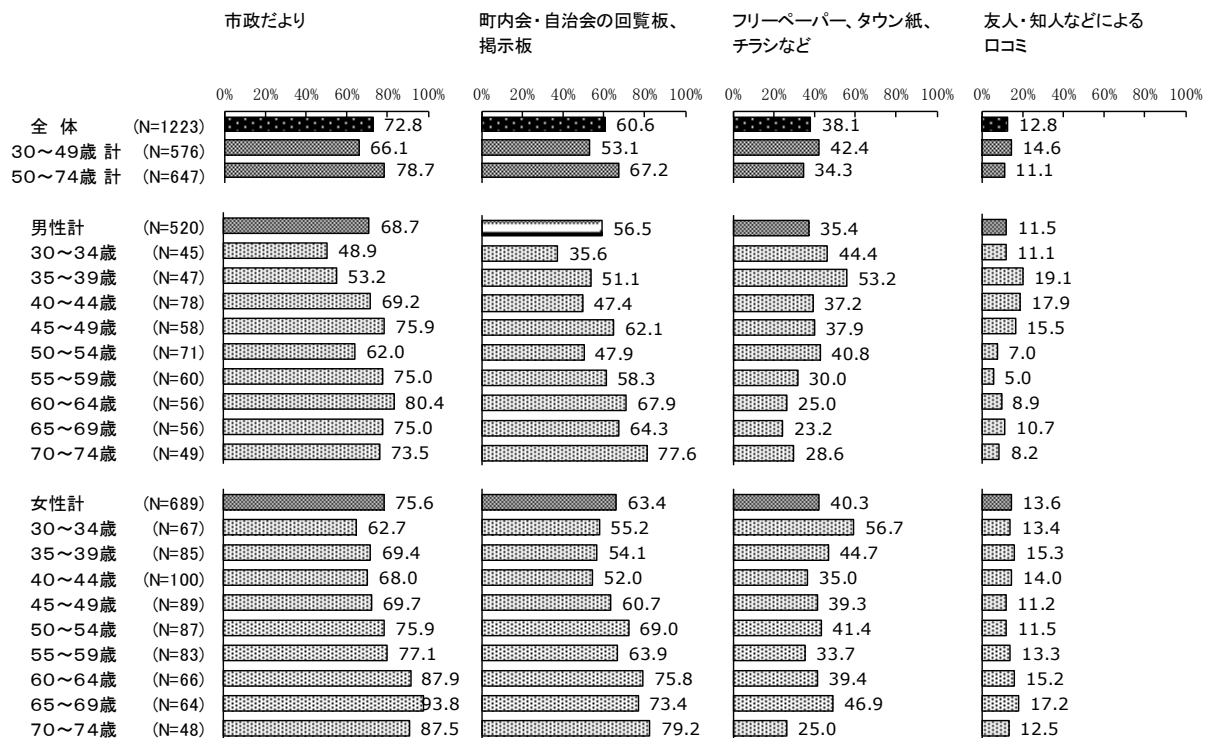 市政だより 町内会・自治会の回覧板、 フリーペーパー、タウン紙、 友人・知人などによる
掲示板 チラシなど 口コミ
0% 20% 40% 60% 80% 100% 0% 20% 40% 60% 80% 100% 0% 20% 40% 60% 80% 100% 0% 20% 40% 60% 80% 100%
全 体 (N=1223) 72.8 60.6 38.1 12.8
30～49歳 計 (N=576) 66.1 53.1 42.4 14.6
50～74歳 計 (N=647) 78.7 67.2 34.3 11.1
男性計 (N=520) 68.7 56.5 35.4 11.5
30～34歳 (N=45) 48.9 35.6 44.4 11.1
35～39歳 (N=47) 53.2 51.1 53.2 19.1
40～44歳 (N=78) 69.2 47.4 37.2 17.9
45～49歳 (N=58) 75.9 62.1 37.9 15.5
50～54歳 (N=71) 62.0 47.9 40.8 7.0
55～59歳 (N=60) 75.0 58.3 30.0 5.0
60～64歳 (N=56) 80.4 67.9 25.0 8.9
65～69歳 (N=56) 75.0 64.3 23.2 10.7
70～74歳 (N=49) 73.5 77.6 28.6 8.2
女性計 (N=689) 75.6 63.4 40.3 13.6
30～34歳 (N=67) 62.7 55.2 56.7 13.4
35～39歳 (N=85) 69.4 54.1 44.7 15.3
40～44歳 (N=100) 68.0 52.0 35.0 14.0
45～49歳 (N=89) 69.7 60.7 39.3 11.2
50～54歳 (N=87) 75.9 69.0 41.4 11.5
55～59歳 (N=83) 77.1 63.9 33.7 13.3
60～64歳 (N=66) 87.9 75.8 39.4 15.2
65～69歳 (N=64) 93.8 73.4 46.9 17.2
70～74歳 (N=48) 87.5 79.2 25.0 12.5